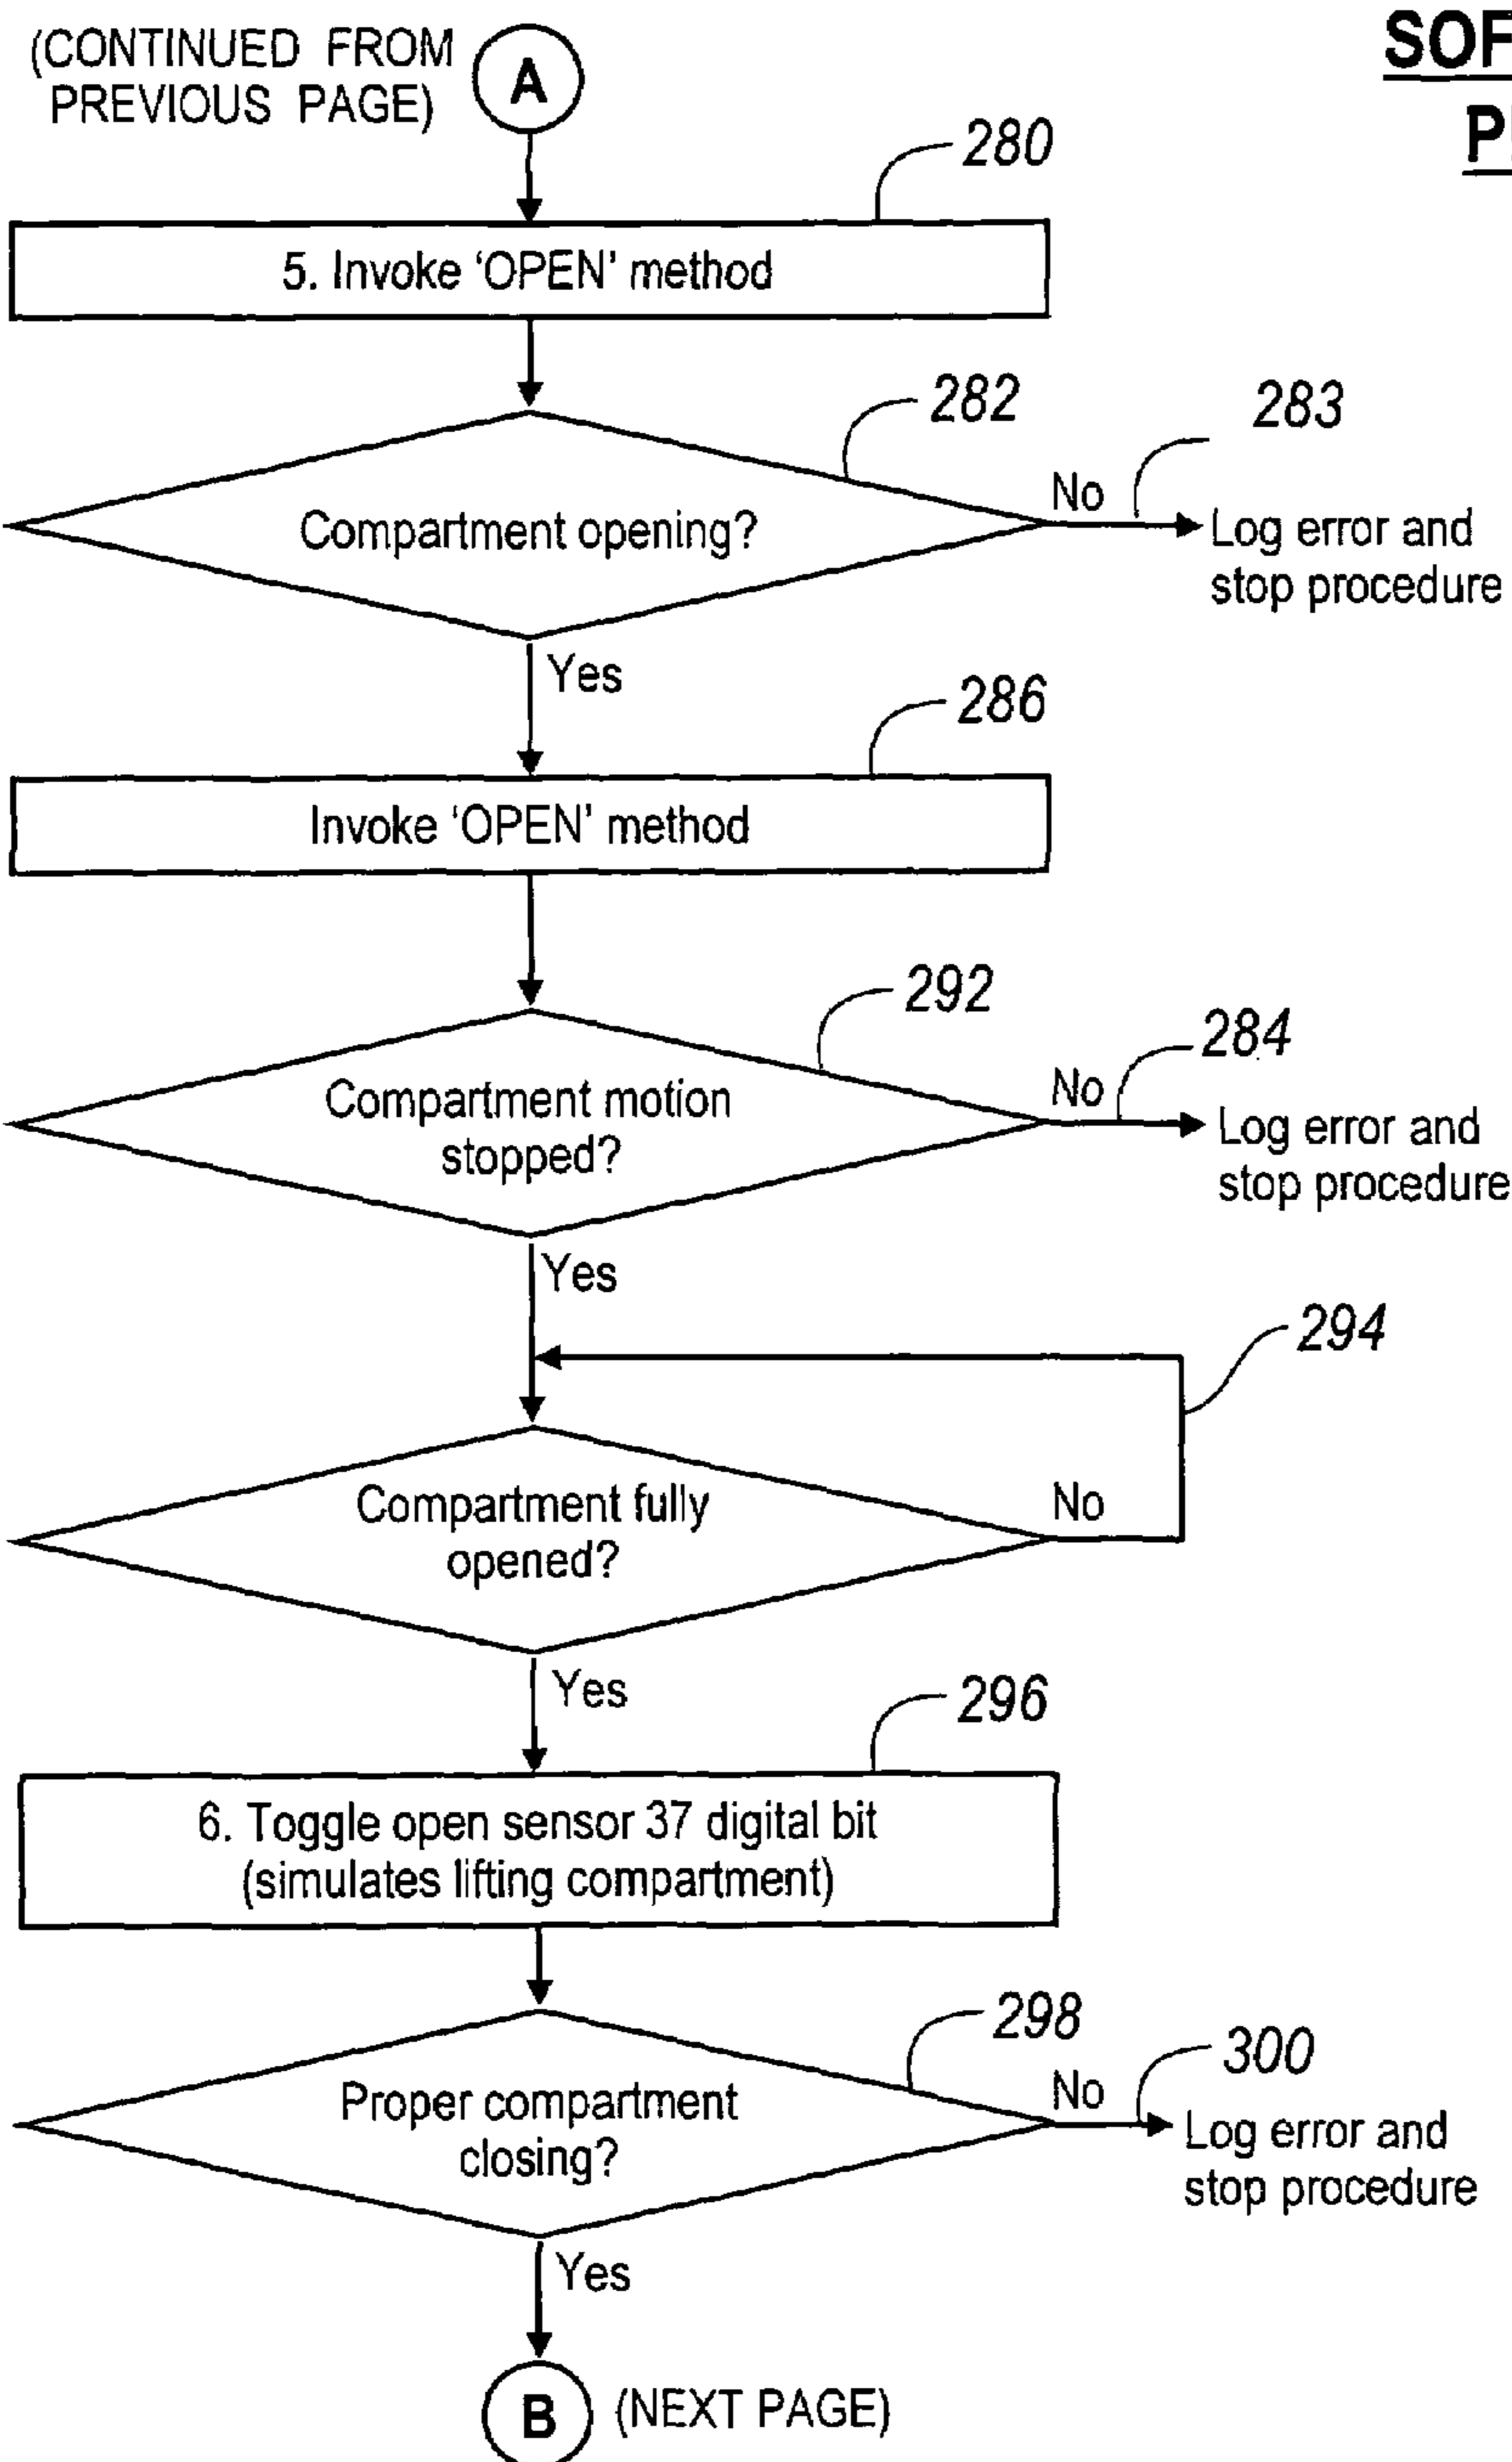 (CONTINUED FROM
PREVIOUS PAGE)
A
280
5. Invoke ‘OPEN’ method
282
283
Compartment opening?
No
Log error and
stop procedure
Yes
286
Invoke ‘OPEN’ method
292
284
Compartment motion
stopped?
No
Log error and
stop procedure
Yes
294
Compartment fully
opened?
No
Yes
296
6. Toggle open sensor 37 digital bit
(simulates lifting compartment)
298
300
Proper compartment
closing?
No
Log error and
stop procedure
Yes
B
(NEXT PAGE)